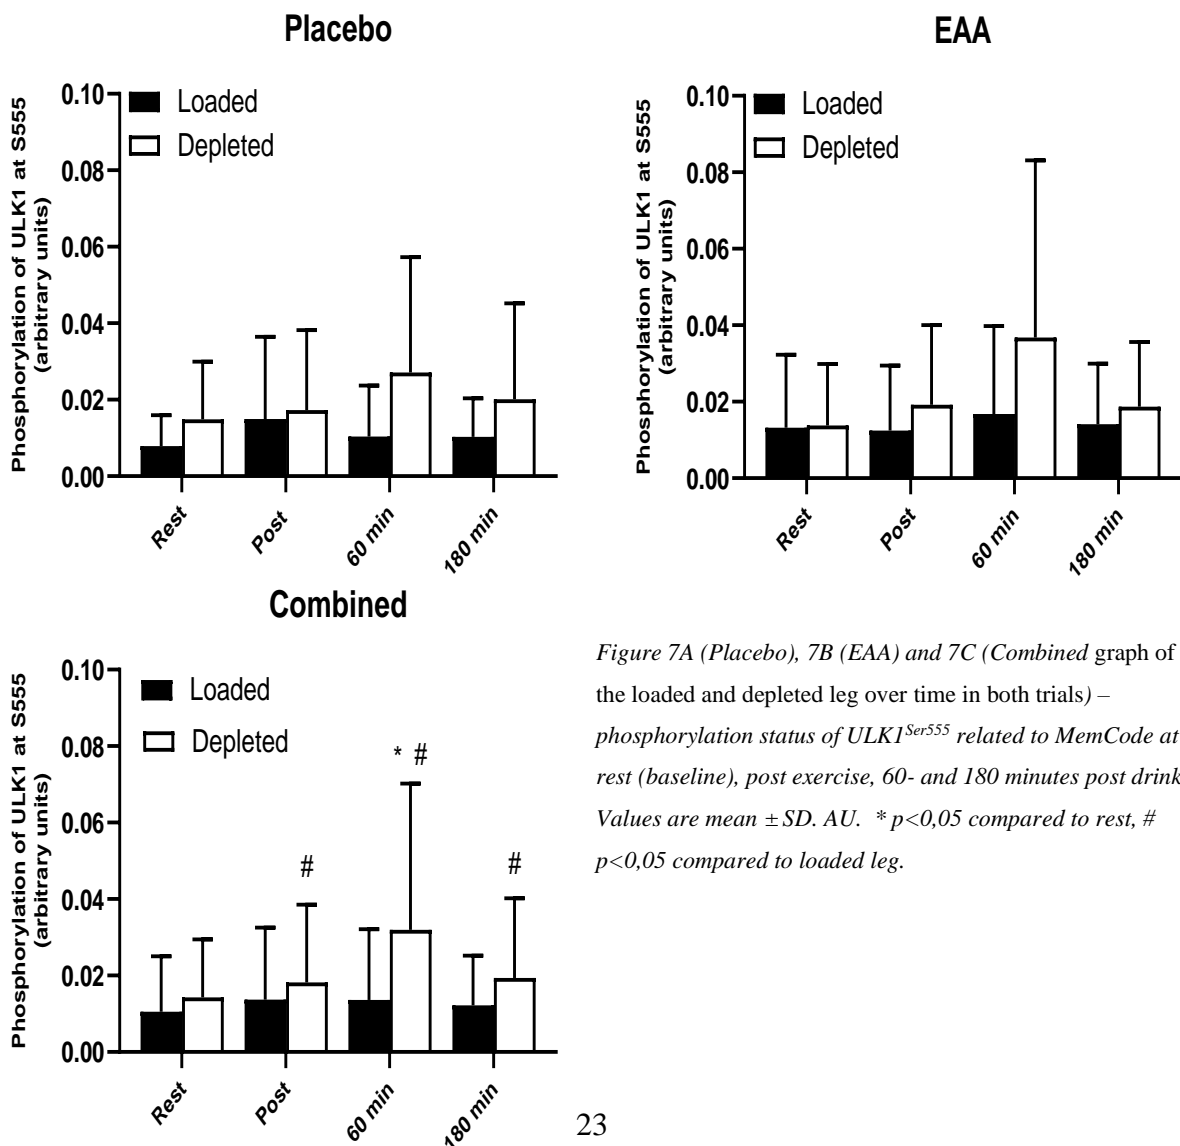 Placebo
Phosphorylation of ULK1 at S555
(arbitrary units)
0.10
0.08
0.06
0.04
0.02
0.00
Loaded
Depleted
Rest
Post
60 min
180 min
EAA
Phosphorylation of ULK1 at S555
(arbitrary units)
0.10
0.08
0.06
0.04
0.02
0.00
Loaded
Depleted
Rest
Post
60 min
180 min
Combined
Phosphorylation of ULK1 at S555
(arbitrary units)
0.10
0.08
0.06
0.04
0.02
0.00
Loaded
Depleted
#
* #
#
Rest
Post
60 min
180 min
Figure 7A (Placebo), 7B (EAA) and 7C (Combined graph of
the loaded and depleted leg over time in both trials) –
phosphorylation status of ULK1Ser555 related to MemCode at
rest (baseline), post exercise, 60- and 180 minutes post drink
Values are mean ± SD. AU. * p<0,05 compared to rest, #
p<0,05 compared to loaded leg.
23